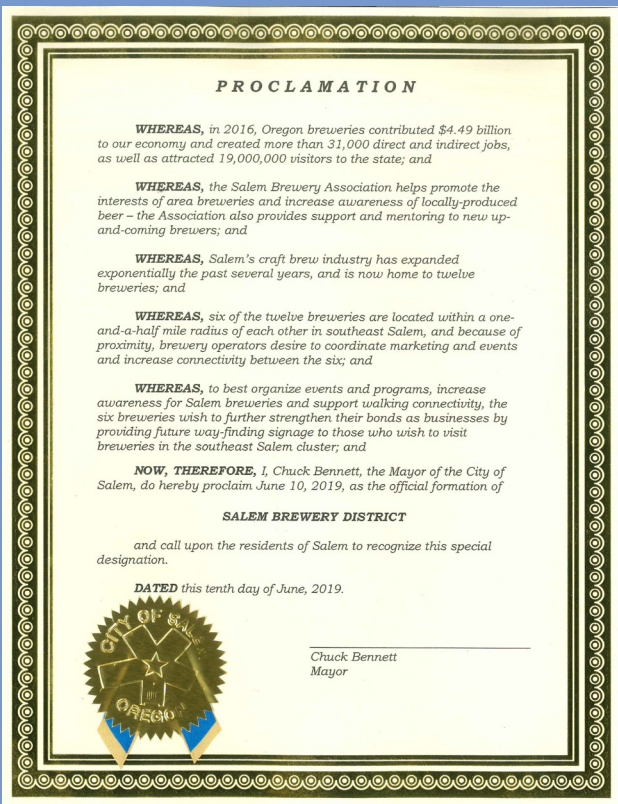 PROCLAMATION
WHEREAS, in 2016, Oregon breweries contributed $4.49 billion
to our economy and created more than 31,000 direct and indirect jobs,
as well as attracted 19,000,000 visitors to the state; and
WHEREAS, the Salem Brewery Association helps promote the
interests of area breweries and increase awareness of locally-produced
beer – the Association also provides support and mentoring to new up-
and-coming brewers; and
WHEREAS, Salem's craft brew industry has expanded
exponentially the past several years, and is now home to twelve
breweries; and
WHEREAS, six of the twelve breweries are located within a one-
and-a-half mile radius of each other in southeast Salem, and because of
proximity, brewery operators desire to coordinate marketing and events
and increase connectivity between the six; and
WHEREAS, to best organize events and programs, increase
awareness for Salem breweries and support walking connectivity, the
six breweries wish to further strengthen their bonds as businesses by
providing future way-finding signage to those who wish to visit
breweries in the southeast Salem cluster; and
NOW, THEREFORE, I, Chuck Bennett, the Mayor of the City of
Salem, do hereby proclaim June 10, 2019, as the official formation of
SALEM BREWERY DISTRICT
and call upon the residents of Salem to recognize this special
designation.
DATED this tenth day of June, 2019.
CITY OF SALEM
OREGON
Chuck Bennett
Mayor